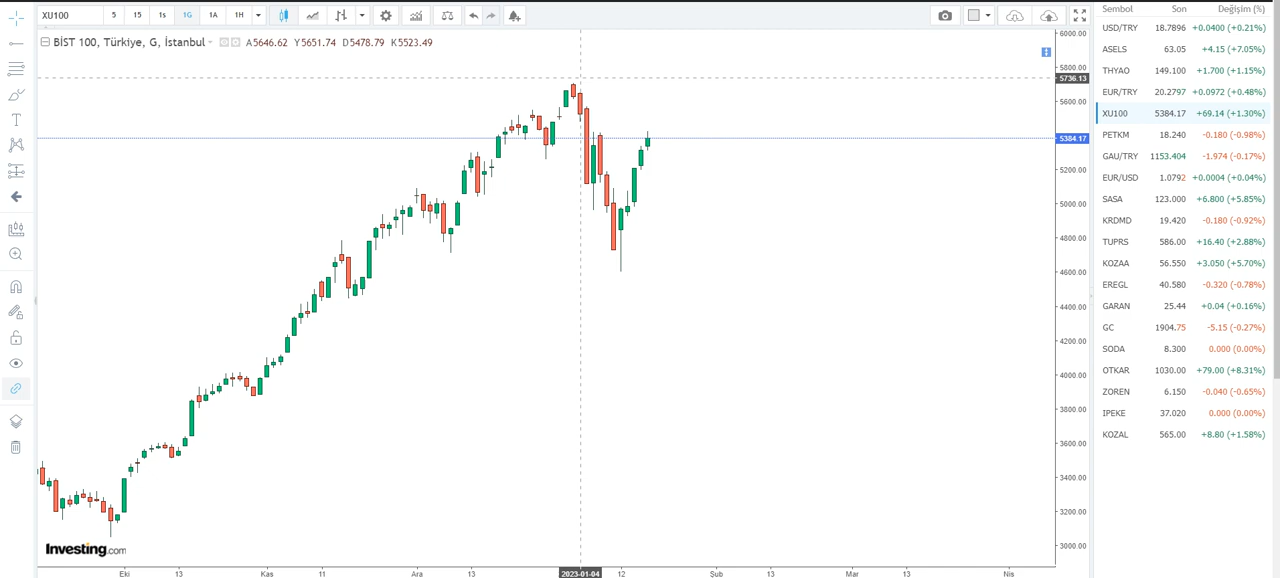 XU100 5 15 1s 1G 1A 1H
BİST 100, Türkiye, G, İstanbul A5646.62 Y5651.74 D5478.79 K5523.49
6000.00
5800.00
5736.13
5600.00
5384.17
5200.00
5000.00
4800.00
4600.00
4400.00
4200.00
4000.00
3800.00
3600.00
3400.00
3200.00
3000.00
Investing.com
Eki 13 Kas 11 Ara 13 2023-01-04 12 Şub 13 Mar 13 Nis
Sembol Son Değişim (%)
USD/TRY 18.7896 +0.0400 (+0.21%)
ASELS 63.05 +4.15 (+7.05%)
THYAO 149.100 +1.700 (+1.15%)
EUR/TRY 20.2797 +0.0972 (+0.48%)
XU100 5384.17 +69.14 (+1.30%)
PETKM 18.240 -0.180 (-0.98%)
GAU/TRY 1153.404 -1.974 (-0.17%)
EUR/USD 1.0792 +0.0004 (+0.04%)
SASA 123.000 +6.800 (+5.85%)
KRDMD 19.420 -0.180 (-0.92%)
TUPRS 586.00 +16.40 (+2.88%)
KOZAA 56.550 +3.050 (+5.70%)
EREGL 40.580 -0.320 (-0.78%)
GARAN 25.44 +0.04 (+0.16%)
GC 1904.75 -5.15 (-0.27%)
SODA 8.300 0.000 (0.00%)
OTKAR 1030.00 +79.00 (+8.31%)
ZOREN 6.150 -0.040 (-0.65%)
IPEKE 37.020 0.000 (0.00%)
KOZAL 565.00 +8.80 (+1.58%)